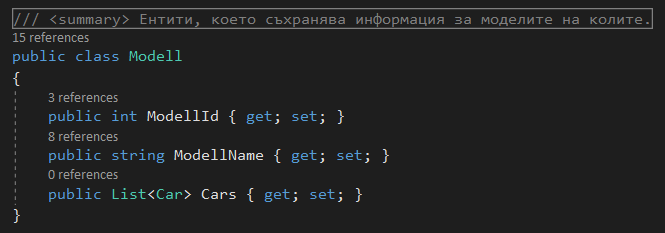 /// <summary> Ентити, което съхранява информация за моделите на колите.
15 references
public class Modell
{
3 references
public int ModellId { get; set; }
8 references
public string ModellName { get; set; }
0 references
public List<Car> Cars { get; set; }
}